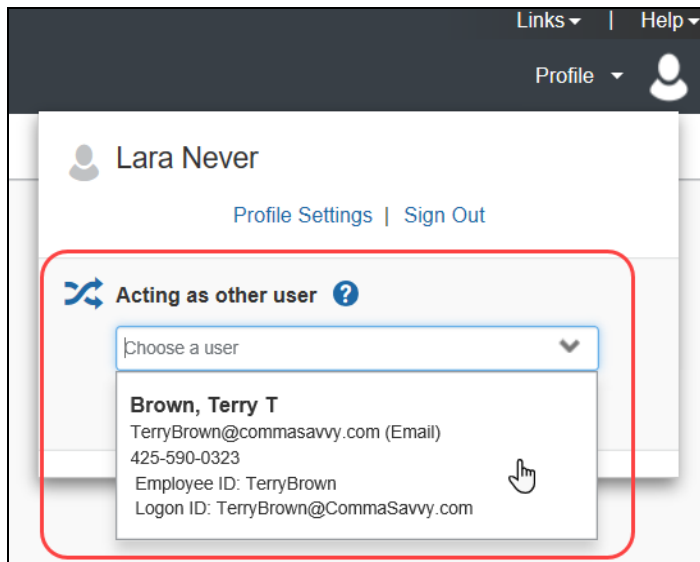 Links | Help
Profile
Lara Never
Profile Settings | Sign Out
Acting as other user ?
Choose a user
Brown, Terry T
TerryBrown@commasavvy.com (Email)
425-590-0323
Employee ID: TerryBrown
Logon ID: TerryBrown@CommaSavvy.com